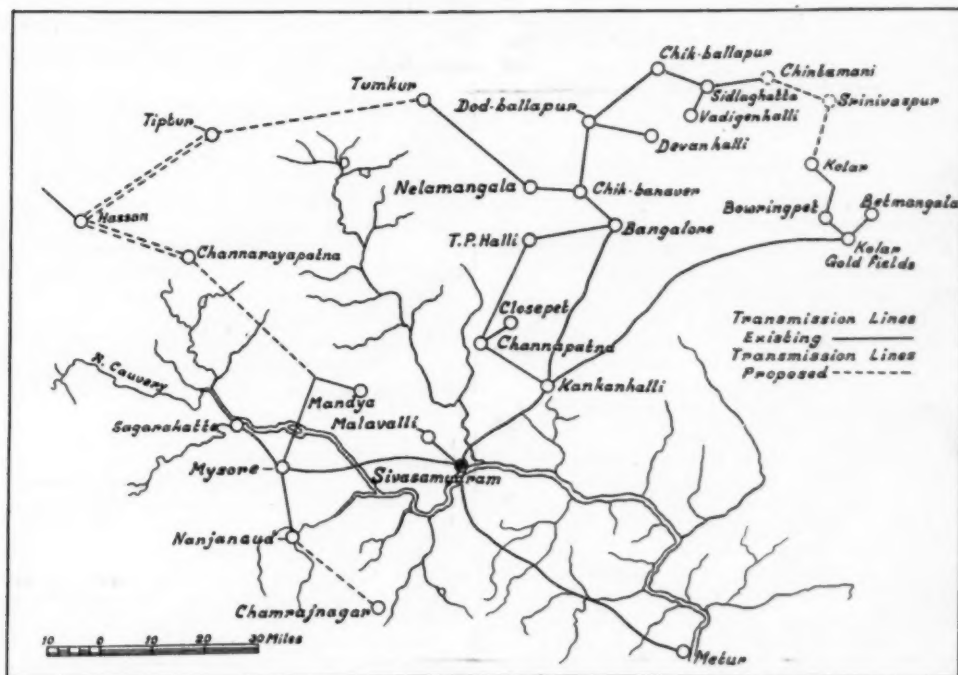 Chik-ballapur
Chintamani
Tumkur
Sidlaghatta
Srinivaspur
Dod-ballapur
Vadigenhalli
Tiptur
Devanhalli
Kolar
Nelamangala
Chik-banaver
Betmangala
Bowringpet
Hassan
Bangalore
T.P.Halli
Kolar
Gold Fields
Channarayapatna
Closepet
Transmission Lines
Existing
Channapatna
Transmission Lines
Proposed
R. Cauvery
Kankanhalli
Mandya
Malavalli
Sagarahatte
Mysore
Sivasamudram
Nanjanaud
Chamrajnagar
10 0 10 20 30 Miles
Metur